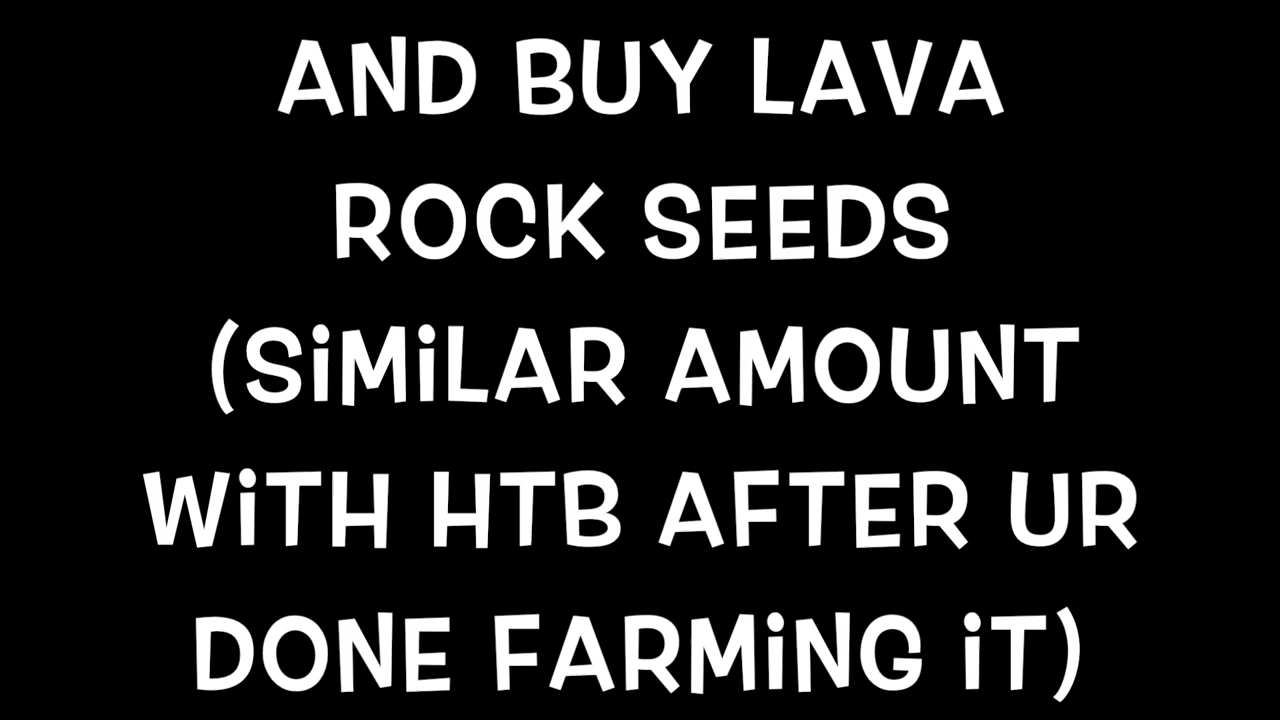 AND BUY LAVA
ROCK SEEDS
(SiMiLAR AMOUNT
WiTH HTB AFTER UR
DONE FARMiNG iT)